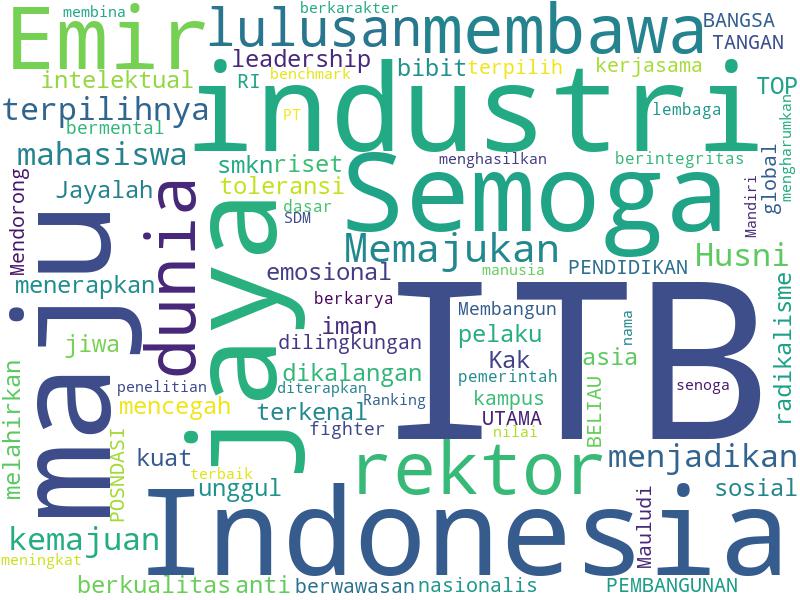 membina
berkarakter
Emir
lulusan
membawa
BANGSA
TANGAN
leadership
intelektual
RI
benchmark
bibit
terpilih
kerjasama
TOP
terpilihnya
industri
PT
lembaga
bermental
mahasiswa
smkn
riset
menghasilkan
berintegritas
global
mengharumkan
Mendorong
Jayalah
toleransi
dasar
SDM
Semoga
Mandiri
maju
dunia
jaya
Memajukan
Husni
menerapkan
emosional
manusia
PENDIDIKAN
berkarya
ITB
Membangun
radikalisme
jiwa
iman
dilingkungan
pelaku
nama
Kak
asia
melahirkan
penelitian
dikalangan
diterapkan
pemerintah
senoga
mencegah
terkenal
Ranking
kampus
BELIAU
fighter
UTAMA
nilai
POSNDASI
kuat
terbaik
unggul
rektor
menjadikan
sosial
Mauludi
kemajuan
Indonesia
meningkat
berkualitas
anti
berwawasan
nasionalis
PEMBANGUNAN